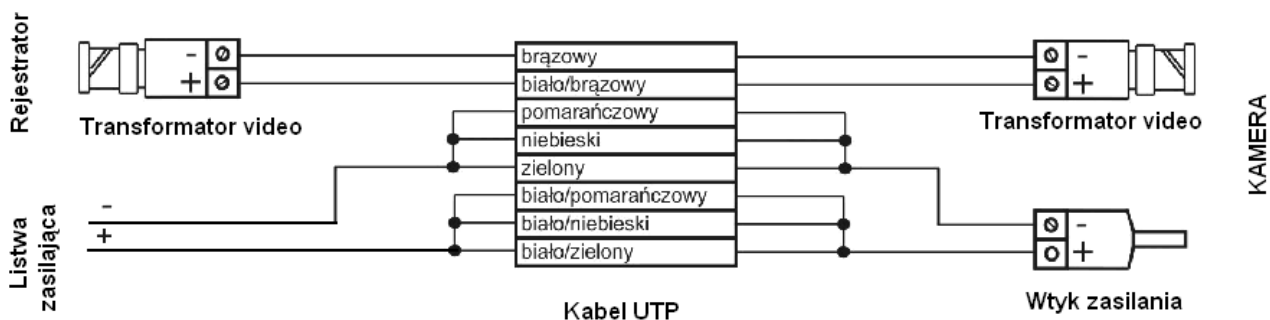 Rejestrator
-
+
Transformator video
Listwa
zasilająca
-
+
brązowy
biało/brązowy
pomarańczowy
niebieski
zielony
biało/pomarańczowy
biało/niebieski
biało/zielony
Kabel UTP
-
+
Transformator video
-
+
Wtyk zasilania
KAMERA